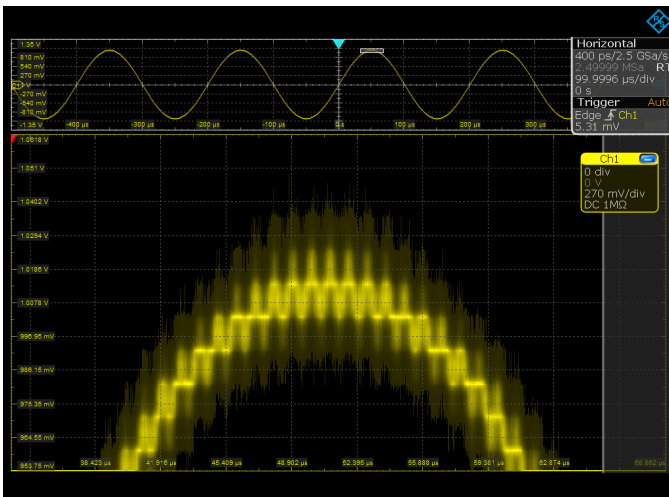 1.35 V
810 mV
540 mV
270 mV
0 V
-270 mV
-540 mV
-810 mV
-1.35 V
-400 µs
-300 µs
-200 µs
-100 µs
0 s
100 µs
200 µs
300 µs
Horizontal
400 ps/2.5 GSa/s
2.49999 MSa RT
99.9996 µs/div
0 s
Trigger Auto
Edge Ch1
5.31 mV
Ch1
0 div
0 V
270 mV/div
DC 1MΩ
1.0618 V
1.051 V
1.0402 V
1.0294 V
1.0186 V
1.0078 V
996.95 mV
986.15 mV
975.35 mV
964.55 mV
953.75 mV
38.423 µs
41.916 µs
45.409 µs
48.902 µs
52.395 µs
55.888 µs
59.381 µs
62.874 µs
68.862 µs